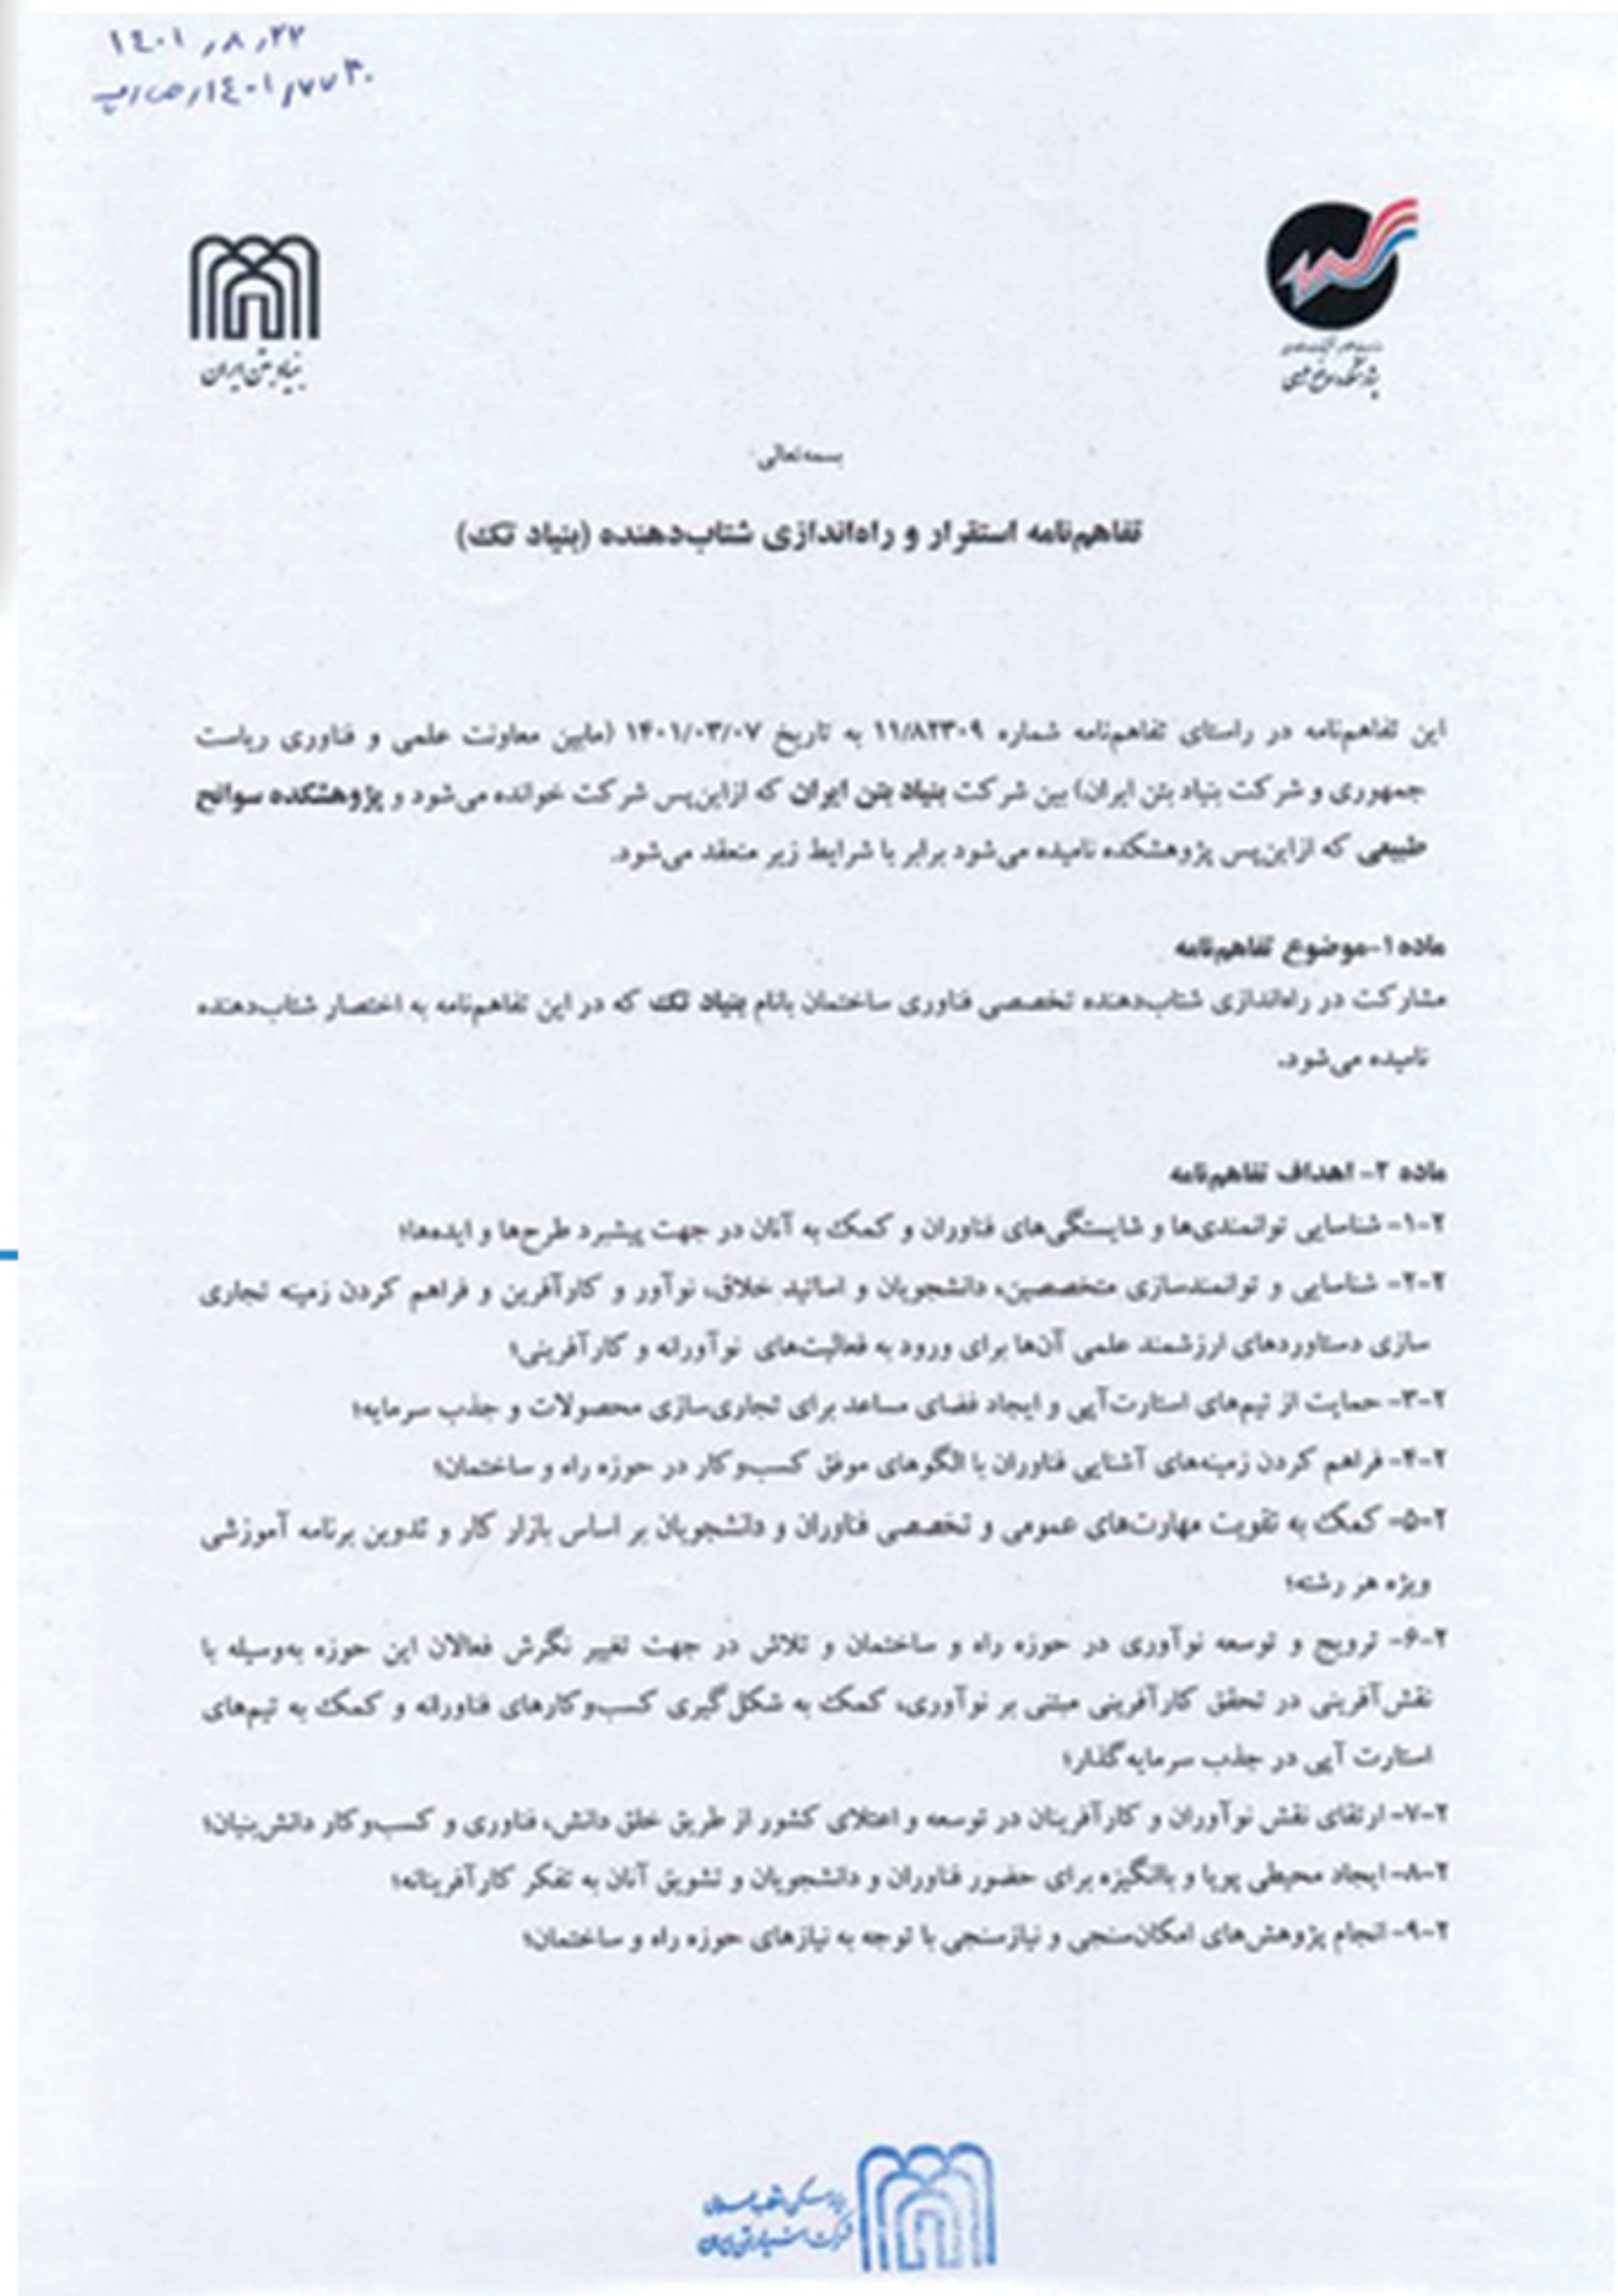 ۱۴۰۱/۸/۲۷
۱۴۰۱/۷۷۳۰/ص/پ
بنیاد بتن ایران
پژوهشکده سوانح طبیعی
بسمه‌تعالی
تفاهم‌نامه استقرار و راه‌اندازی شتاب‌دهنده (بنیاد تک)
این تفاهم‌نامه در راستای تفاهم‌نامه شماره ۱۱/۸۲۳۰۹ به تاریخ ۱۴۰۱/۰۳/۰۷ (مابین معاونت علمی و فناوری ریاست
جمهوری و شرکت بنیاد بتن ایران) بین شرکت بنیاد بتن ایران که ازاین‌پس شرکت خوانده می‌شود و پژوهشکده سوانح
طبیعی که ازاین‌پس پژوهشکده نامیده می‌شود برابر با شرایط زیر منعقد می‌شود.
ماده ۱-موضوع تفاهم‌نامه
مشارکت در راه‌اندازی شتاب‌دهنده تخصصی فناوری ساختمان بانام بنیاد تک که در این تفاهم‌نامه به اختصار شتاب‌دهنده
نامیده می‌شود.
ماده ۲- اهداف تفاهم‌نامه
۲-۱- شناسایی توانمندی‌ها و شایستگی‌های فناوران و کمک به آنان در جهت پیشبرد طرح‌ها و ایده‌ها؛
۲-۲- شناسایی و توانمندسازی متخصصین، دانشجویان و اساتید خلاق، نوآور و کارآفرین و فراهم کردن زمینه تجاری
سازی دستاوردهای ارزشمند علمی آن‌ها برای ورود به فعالیت‌های نوآورانه و کارآفرینی؛
۲-۳- حمایت از تیم‌های استارت‌آپی و ایجاد فضای مساعد برای تجاری‌سازی محصولات و جذب سرمایه؛
۲-۴- فراهم کردن زمینه‌های آشنایی فناوران با الگوهای موفق کسب‌وکار در حوزه راه و ساختمان؛
۲-۵- کمک به تقویت مهارت‌های عمومی و تخصصی فناوران و دانشجویان بر اساس بازار کار و تدوین برنامه آموزشی
ویژه هر رشته؛
۲-۶- ترویج و توسعه نوآوری در حوزه راه و ساختمان و تلاش در جهت تغییر نگرش فعالان این حوزه به‌وسیله با
نقش‌آفرینی در تحقق کارآفرینی مبتنی بر نوآوری، کمک به شکل‌گیری کسب‌وکارهای فناورانه و کمک به تیم‌های
استارت آپی در جذب سرمایه‌گذار؛
۲-۷- ارتقای نقش نوآوران و کارآفرینان در توسعه و اعتلای کشور از طریق خلق دانش، فناوری و کسب‌وکار دانش‌بنیان؛
۲-۸- ایجاد محیطی پویا و باانگیزه برای حضور فناوران و دانشجویان و تشویق آنان به تفکر کارآفرینانه؛
۲-۹- انجام پژوهش‌های امکان‌سنجی و نیازسنجی با توجه به نیازهای حوزه راه و ساختمان؛
شرکت بنیاد بتن ایران